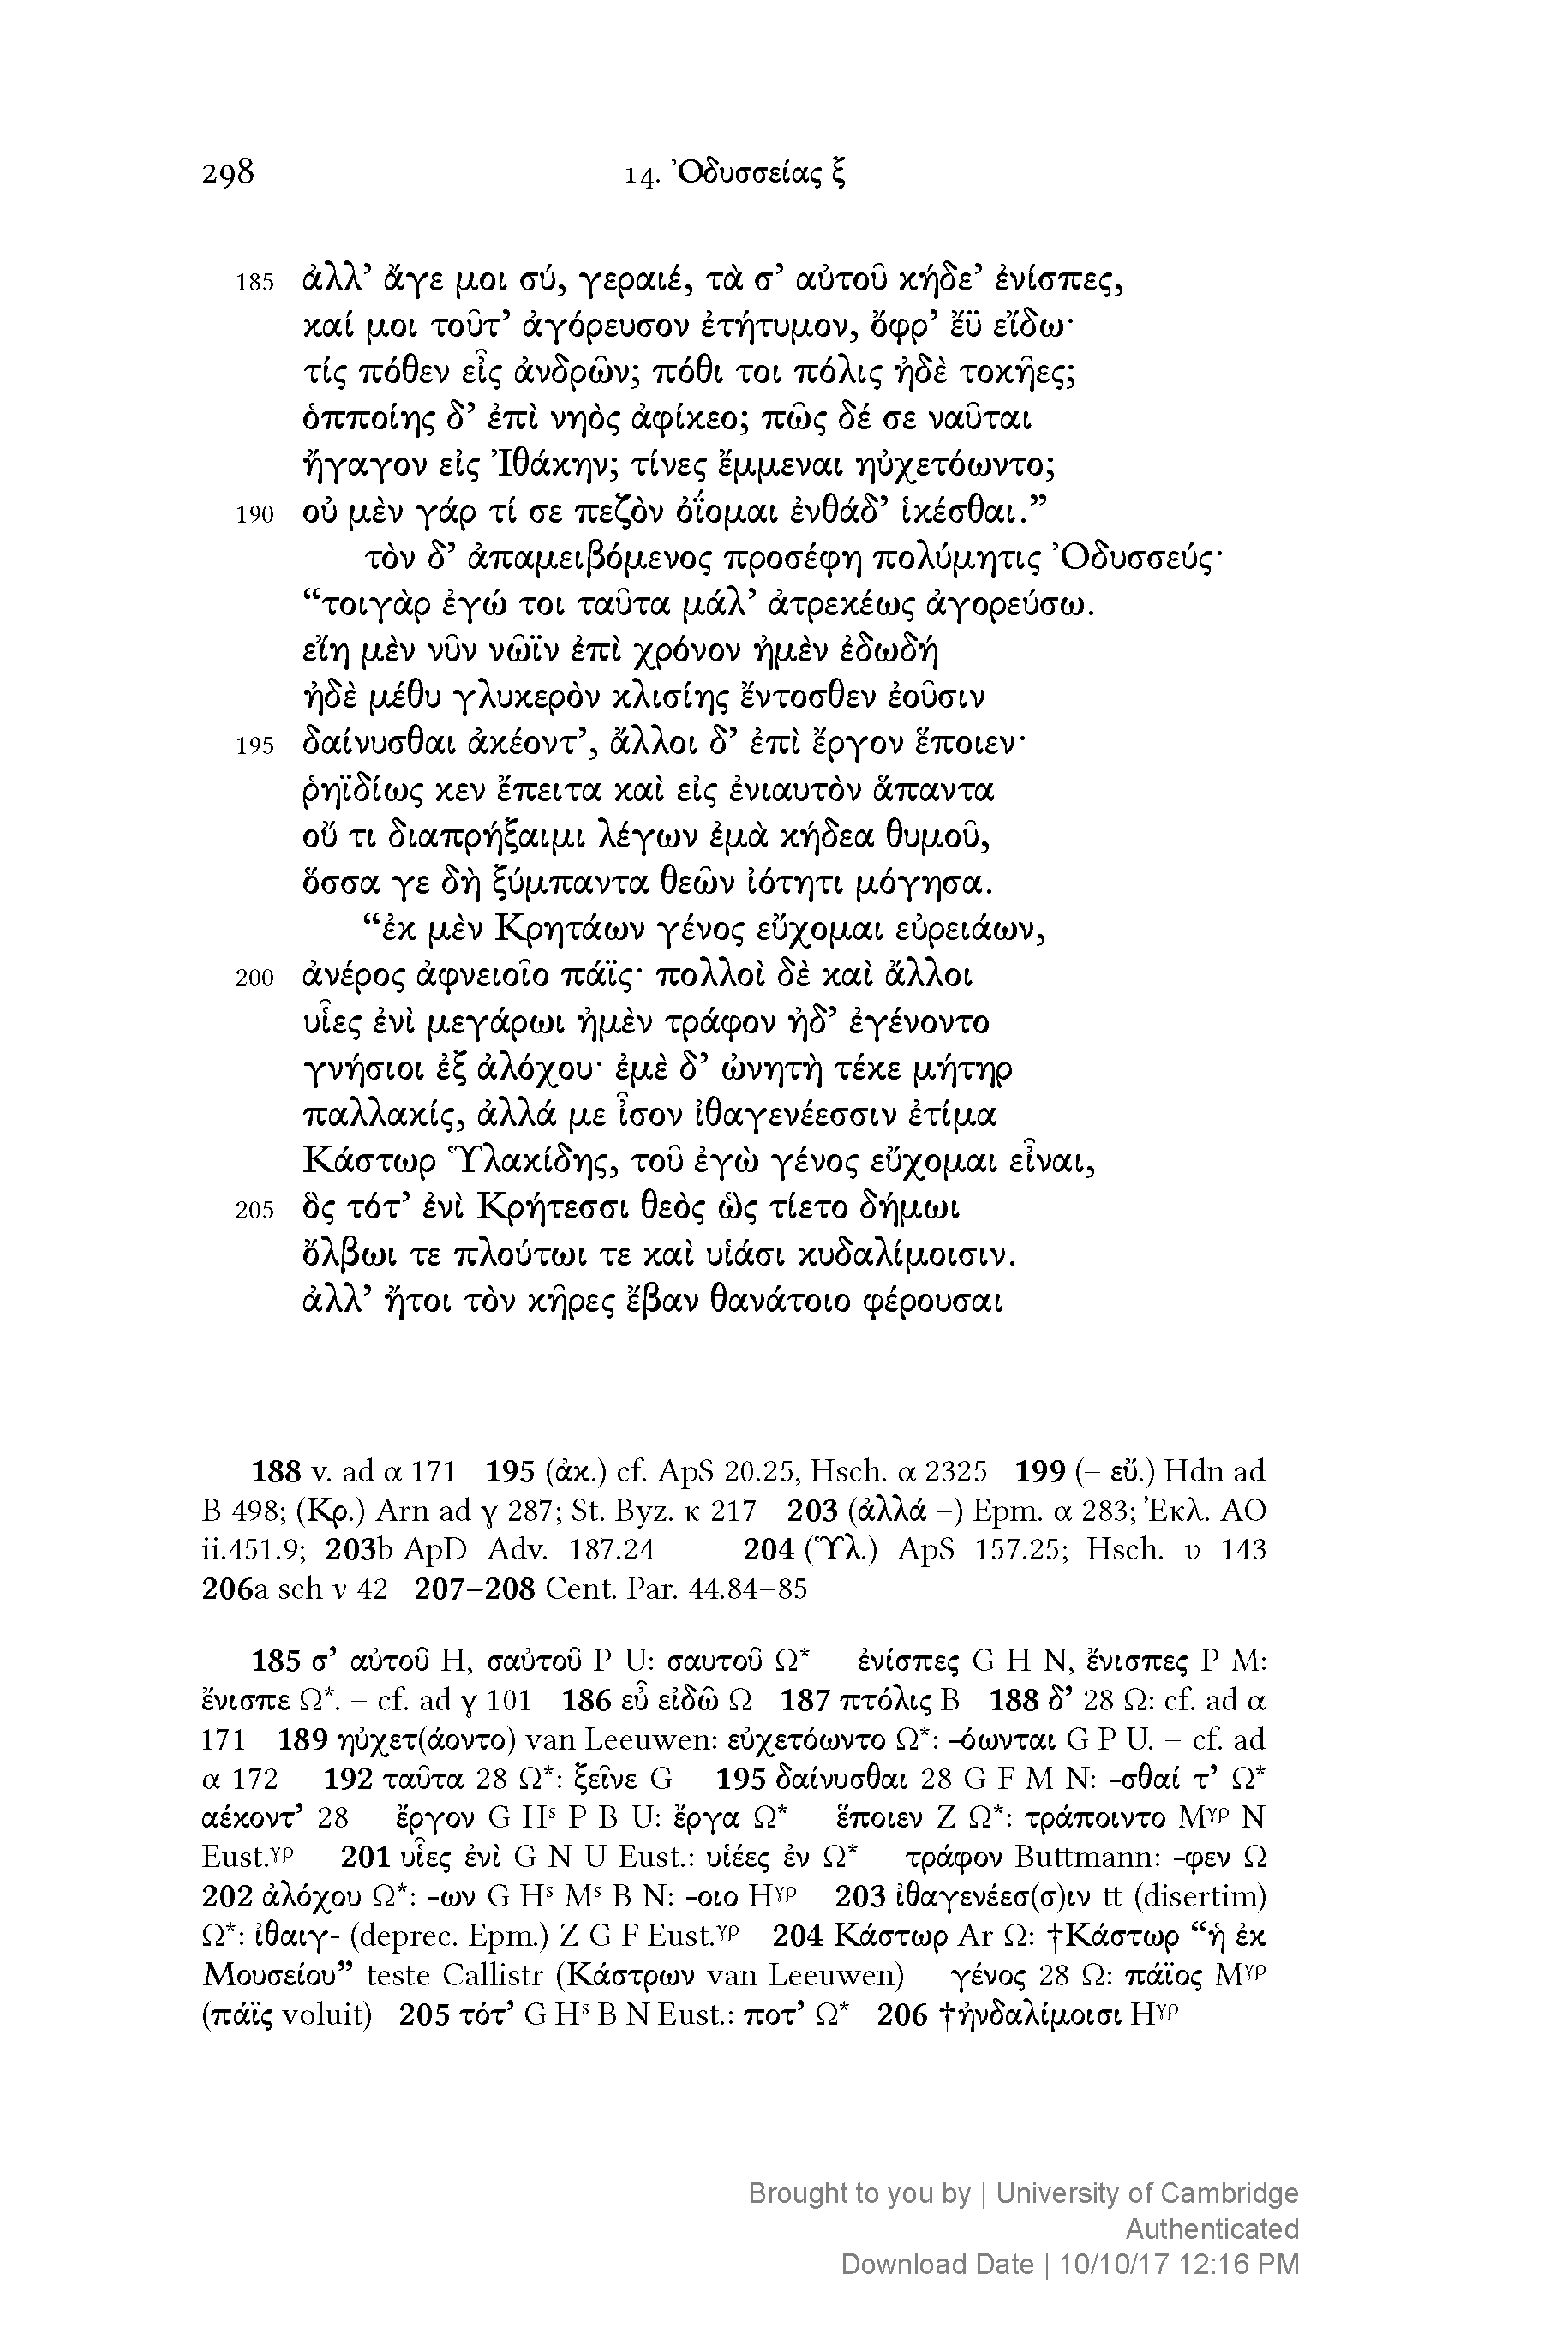 298 14. Ὀδυσσείας ξ
185 ἀλλ’ ἄγε μοι σύ, γεραιέ, τὰ σ’ αὐτοῦ κήδε’ ἐνίσπες,
καί μοι τοῦτ’ ἀγόρευσον ἐτήτυμον, ὄφρ’ ἔϋ εἴδω·
τίς πόθεν εἶς ἀνδρῶν; πόθι τοι πόλις ἠδὲ τοκῆες;
ὁπποίης δ’ ἐπὶ νηὸς ἀφίκεο; πῶς δέ σε ναῦται
ἤγαγον εἰς Ἰθάκην; τίνες ἔμμεναι ηὐχετόωντο;
190 οὐ μὲν γάρ τί σε πεζὸν ὀΐομαι ἐνθάδ’ ἱκέσθαι.”
τὸν δ’ ἀπαμειβόμενος προσέφη πολύμητις Ὀδυσσεύς·
“τοιγὰρ ἐγώ τοι ταῦτα μάλ’ ἀτρεκέως ἀγορεύσω.
εἴη μὲν νῦν νῶϊν ἐπὶ χρόνον ἠμὲν ἐδωδή
ἠδὲ μέθυ γλυκερὸν κλισίης ἔντοσθεν ἐοῦσιν
195 δαίνυσθαι ἀκέοντ’, ἄλλοι δ’ ἐπὶ ἔργον ἕποιεν·
ῥηϊδίως κεν ἔπειτα καὶ εἰς ἐνιαυτὸν ἅπαντα
οὔ τι διαπρήξαιμι λέγων ἐμὰ κήδεα θυμοῦ,
ὅσσα γε δὴ ξύμπαντα θεῶν ἰότητι μόγησα.
“ἐκ μὲν Κρητάων γένος εὔχομαι εὐρειάων,
200 ἀνέρος ἀφνειοῖο πάϊς· πολλοὶ δὲ καὶ ἄλλοι
υἷες ἐνὶ μεγάρωι ἠμὲν τράφον ἠδ’ ἐγένοντο
γνήσιοι ἐξ ἀλόχου· ἐμὲ δ’ ὠνητὴ τέκε μήτηρ
παλλακίς, ἀλλά με ἶσον ἰθαγενέεσσιν ἐτίμα
Κάστωρ Ὑλακίδης, τοῦ ἐγὼ γένος εὔχομαι εἶναι,
205 ὃς τότ’ ἐνὶ Κρήτεσσι θεὸς ὣς τίετο δήμωι
ὄλβωι τε πλούτωι τε καὶ υἱάσι κυδαλίμοισιν.
ἀλλ’ ἤτοι τὸν κῆρες ἔβαν θανάτοιο φέρουσαι
188 v. ad α 171 195 (ἀκ.) cf. ApS 20.25, Hsch. α 2325 199 (– εὔ.) Hdn ad
B 498; (Κρ.) Arn ad γ 287; St. Byz. κ 217 203 (ἀλλά –) Epm. α 283; Ἐκλ. AO
ii.451.9; 203b ApD Adv. 187.24 204 (Ὑλ.) ApS 157.25; Hsch. υ 143
206a sch ν 42 207–208 Cent. Par. 44.84–85
185 σ’ αὐτοῦ H, σαὐτοῦ P U: σαυτοῦ Ω* ἐνίσπες G H N, ἔνισπες P M:
ἔνισπε Ω*. – cf. ad γ 101 186 εὖ εἰδῶ Ω 187 πτόλις B 188 δ’ 28 Ω: cf. ad α
171 189 ηὐχετ(άοντο) van Leeuwen: εὐχετόωντο Ω*: -όωνται G P U. – cf. ad
α 172 192 ταῦτα 28 Ω*: ξεῖνε G 195 δαίνυσθαι 28 G F M N: -σθαί τ’ Ω*
αέκοντ’ 28 ἔργον G Hˢ P B U: ἔργα Ω* ἕποιεν Z Ω*: τράποιντο Mᵞᵖ N
Eust.ᵞᵖ 201 υἷες ἐνὶ G N U Eust.: υἱέες ἐν Ω* τράφον Buttmann: -φεν Ω
202 ἀλόχου Ω*: -ων G Hˢ Mˢ B N: -οιο Hᵞᵖ 203 ἰθαγενέεσ(σ)ιν tt (disertim)
Ω*: ἰθαιγ- (deprec. Epm.) Z G F Eust.ᵞᵖ 204 Κάστωρ Ar Ω: †Κάστωρ “ἡ ἐκ
Μουσείου” teste Callistr (Κάστρων van Leeuwen) γένος 28 Ω: πάϊος Mᵞᵖ
(πάϊς voluit) 205 τότ’ G Hˢ B N Eust.: ποτ’ Ω* 206 †ἠνδαλίμοισι Hᵞᵖ
Brought to you by | University of Cambridge
Authenticated
Download Date | 10/10/17 12:16 PM